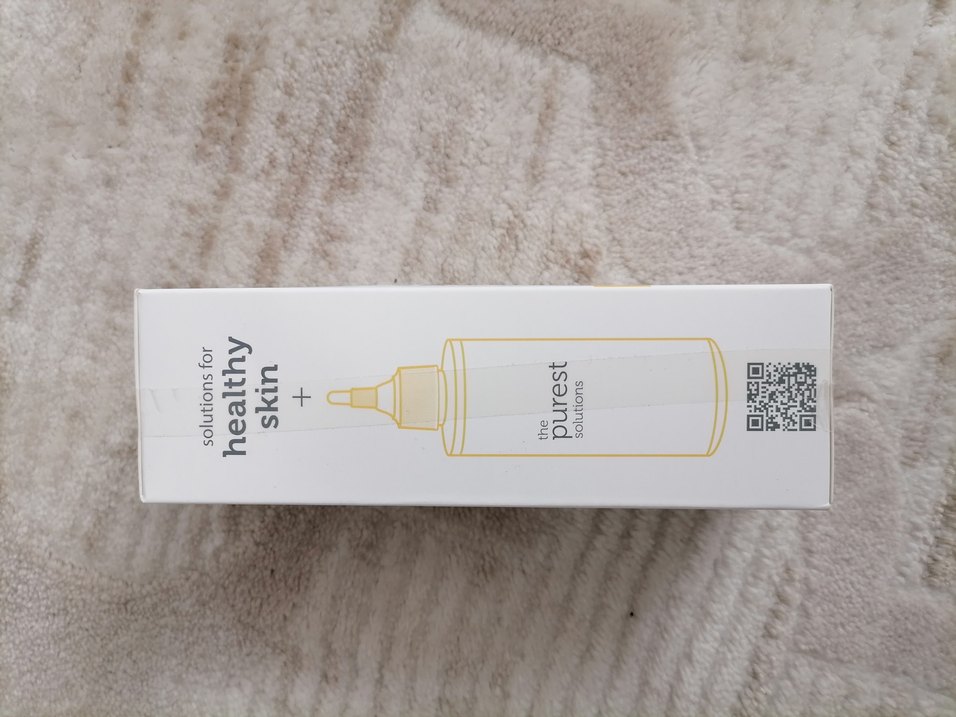 solutions for
healthy
skin
+
the
purest
solutions